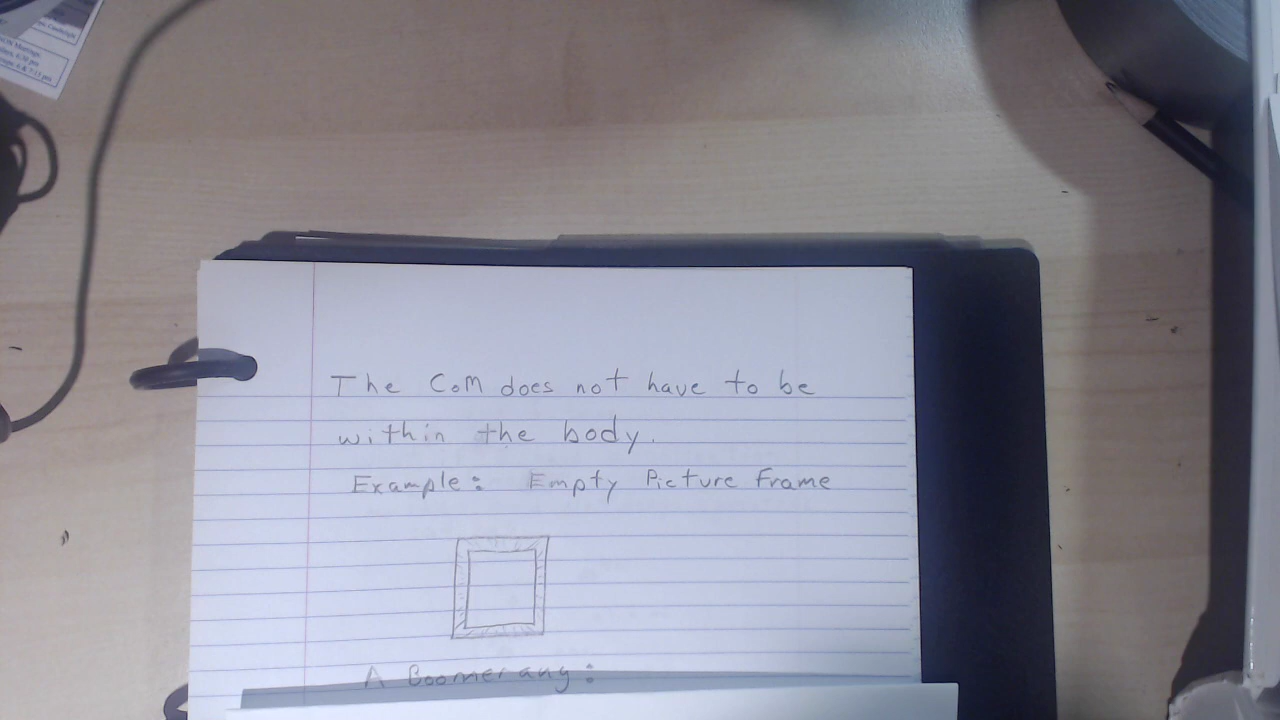 The CoM does not have to be
within the body.
Example: Empty Picture Frame
A Boomerang: